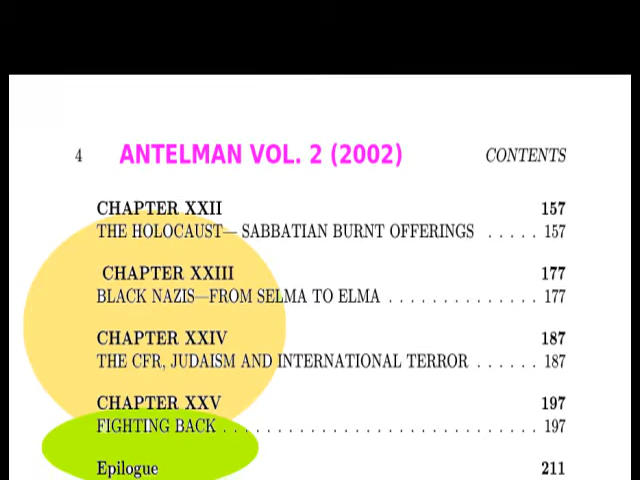 4 ANTELMAN VOL. 2 (2002) CONTENTS
CHAPTER XXII 157
THE HOLOCAUST— SABBATIAN BURNT OFFERINGS . . . . . 157
CHAPTER XXIII 177
BLACK NAZIS—FROM SELMA TO ELMA . . . . . . . . . . . . . . 177
CHAPTER XXIV 187
THE CFR, JUDAISM AND INTERNATIONAL TERROR . . . . . . 187
CHAPTER XXV 197
FIGHTING BACK . . . . . . . . . . . . . . . . . . . . . . . . . . . . . 197
Epilogue 211